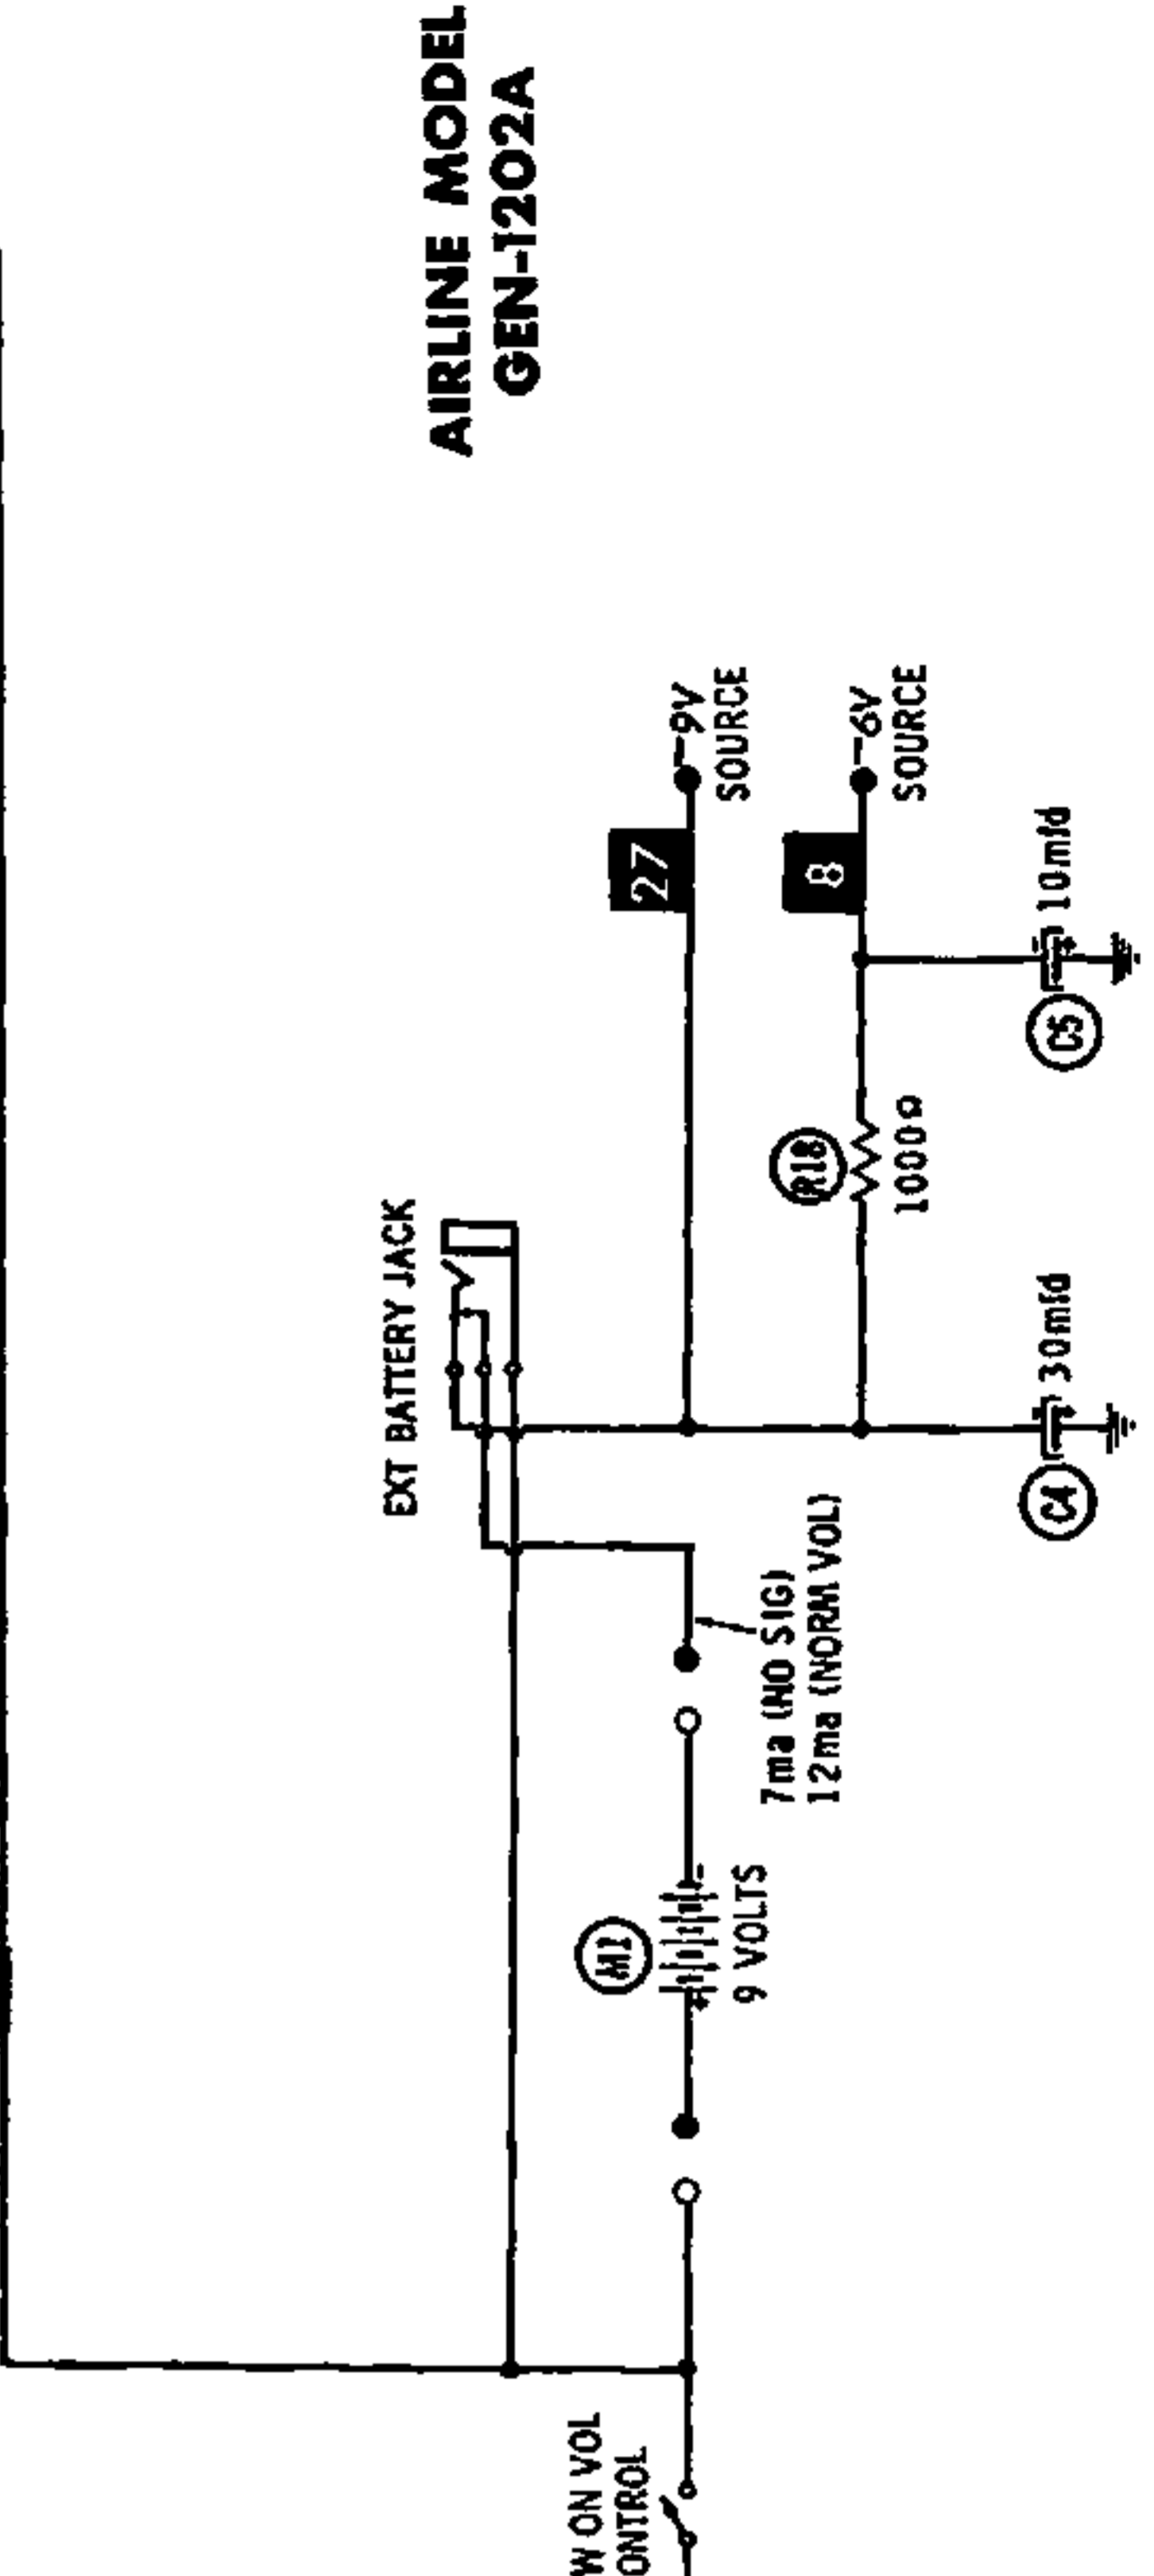 AIRLINE MODEL
GEN-1202A
EXT BATTERY JACK
27
-9V
SOURCE
8
-6V
SOURCE
R18
1000Ω
C5
10mfd
C4
30mfd
7ma (NO SIG)
12ma (NORM VOL)
M1
+
-
9 VOLTS
W ON VOL
ONTROL